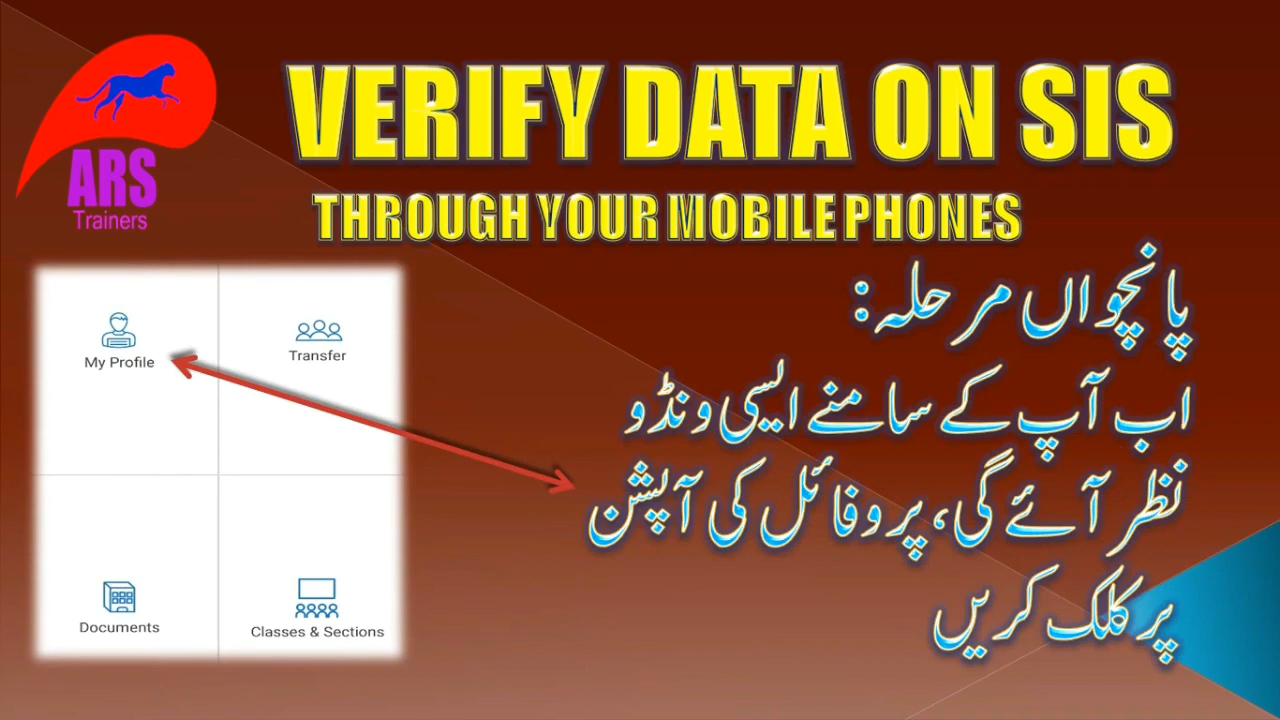 VERIFY DATA ON SIS
THROUGH YOUR MOBILE PHONES
ARS
Trainers
پانچواں مرحلہ:
اب آپ کے سامنے ایسی ونڈو
نظر آئے گی، پروفائل کی آپشن
پر کلک کریں
My Profile
Transfer
Documents
Classes & Sections